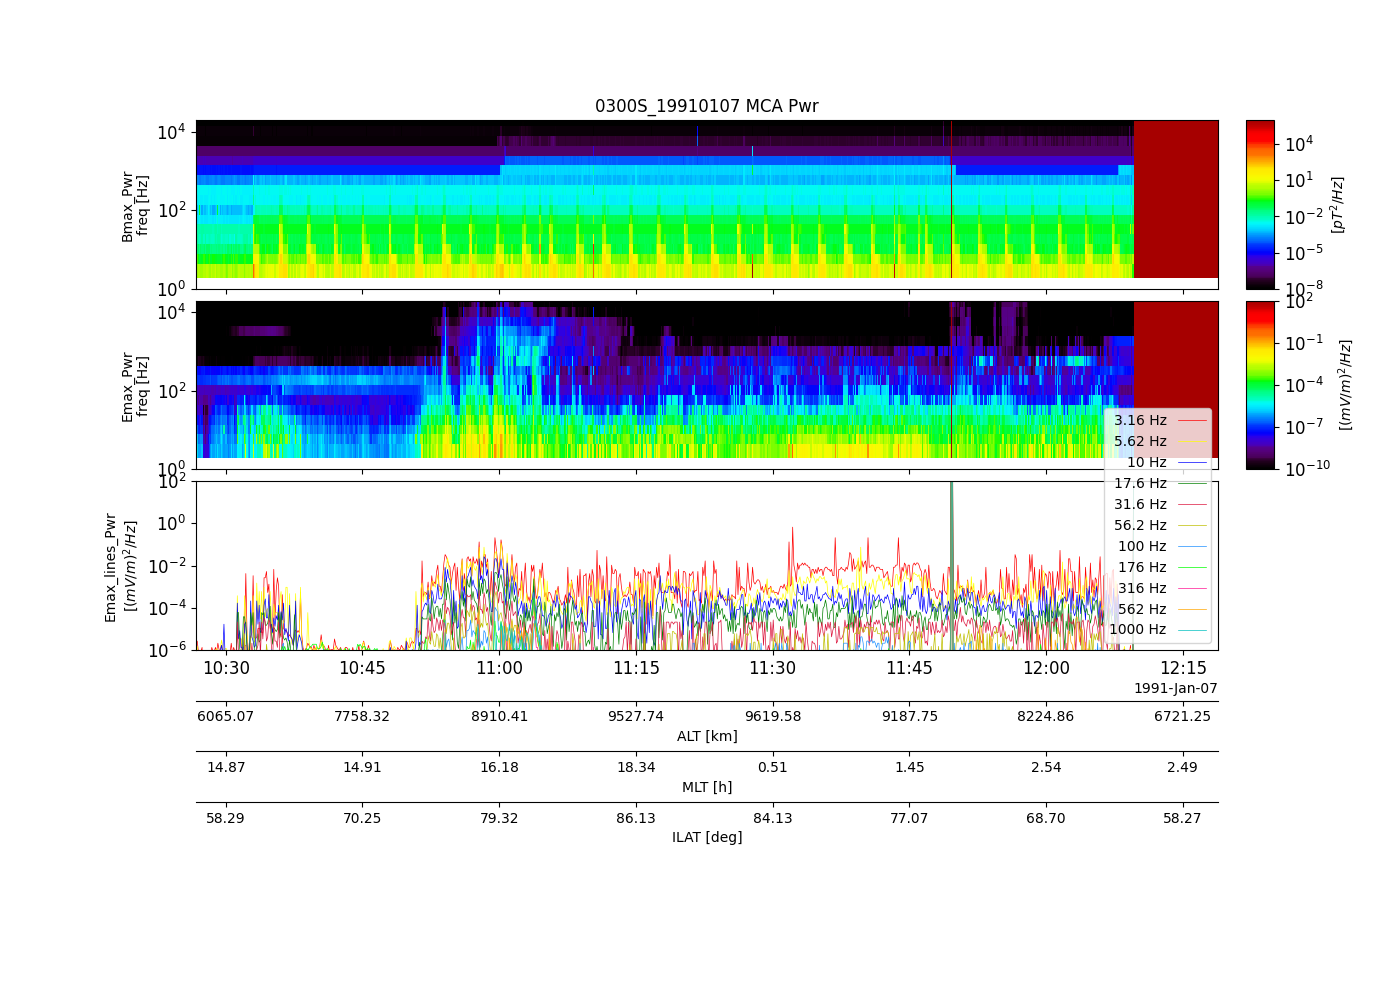 0300S_19910107 MCA Pwr
10^4
10^2
10^0
Bmax_Pwr
freq [Hz]
10^4
10^1
10^-2
10^-5
10^-8
[pT^2/Hz]
10^4
10^2
10^0
Emax_Pwr
freq [Hz]
10^2
10^-1
10^-4
10^-7
10^-10
[(mV/m)^2/Hz]
10^2
10^0
10^-2
10^-4
10^-6
Emax_lines_Pwr
[(mV/m)^2/Hz]
3.16 Hz
5.62 Hz
10 Hz
17.6 Hz
31.6 Hz
56.2 Hz
100 Hz
176 Hz
316 Hz
562 Hz
1000 Hz
10:30 10:45 11:00 11:15 11:30 11:45 12:00 12:15
1991-Jan-07
6065.07 7758.32 8910.41 9527.74 9619.58 9187.75 8224.86 6721.25
ALT [km]
14.87 14.91 16.18 18.34 0.51 1.45 2.54 2.49
MLT [h]
58.29 70.25 79.32 86.13 84.13 77.07 68.70 58.27
ILAT [deg]